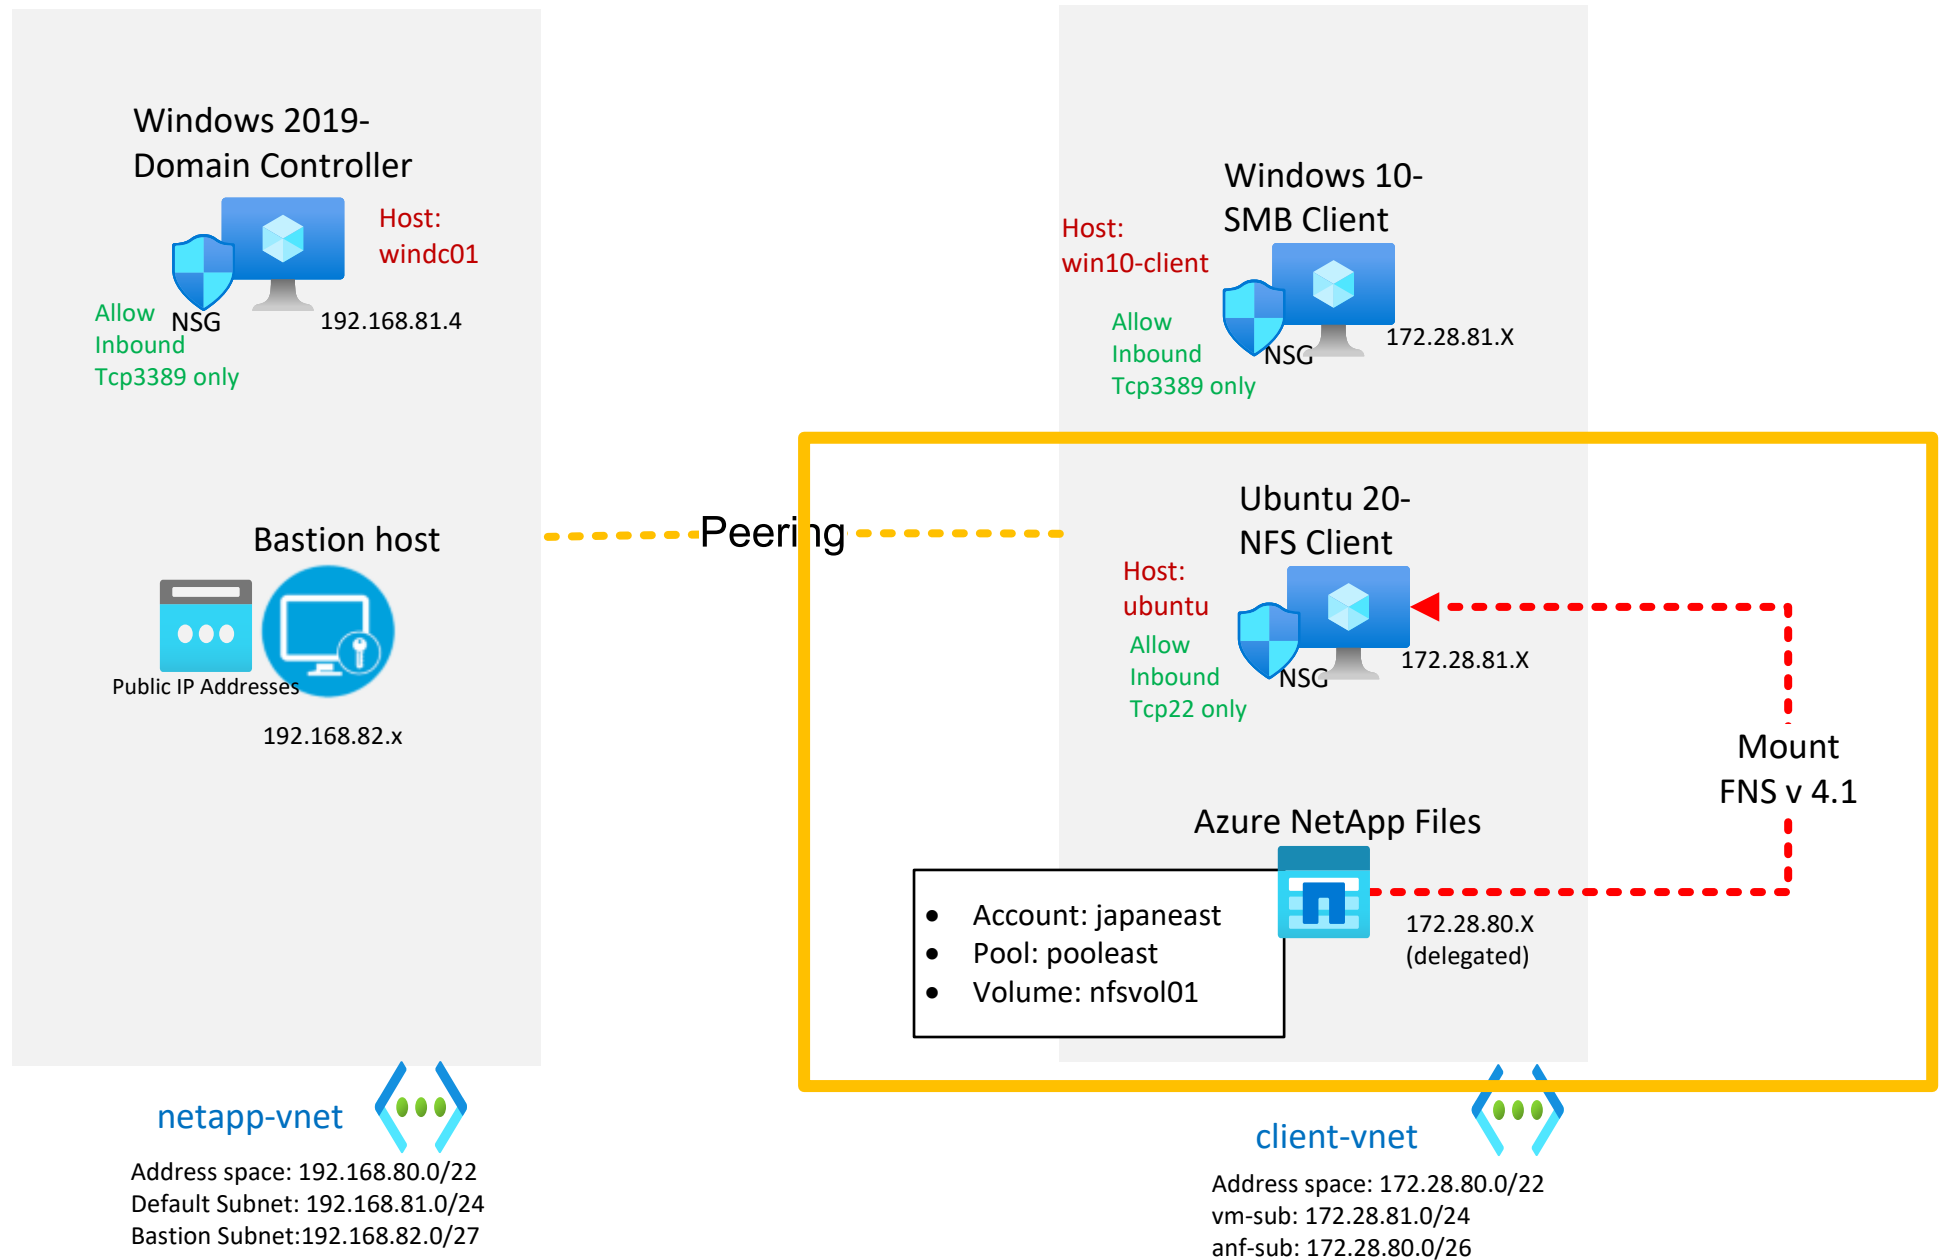 Windows 2019-
Domain Controller
Host:
windc01
Allow
Inbound
Tcp3389 only
NSG
192.168.81.4
Bastion host
Public IP Addresses
192.168.82.x
netapp-vnet
Address space: 192.168.80.0/22
Default Subnet: 192.168.81.0/24
Bastion Subnet:192.168.82.0/27
Peering
Windows 10-
SMB Client
Host:
win10-client
Allow
Inbound
Tcp3389 only
NSG
172.28.81.X
Ubuntu 20-
NFS Client
Host:
ubuntu
Allow
Inbound
Tcp22 only
NSG
172.28.81.X
Mount
FNS v 4.1
Azure NetApp Files
• Account: japaneast
• Pool: pooleast
• Volume: nfsvol01
172.28.80.X
(delegated)
client-vnet
Address space: 172.28.80.0/22
vm-sub: 172.28.81.0/24
anf-sub: 172.28.80.0/26